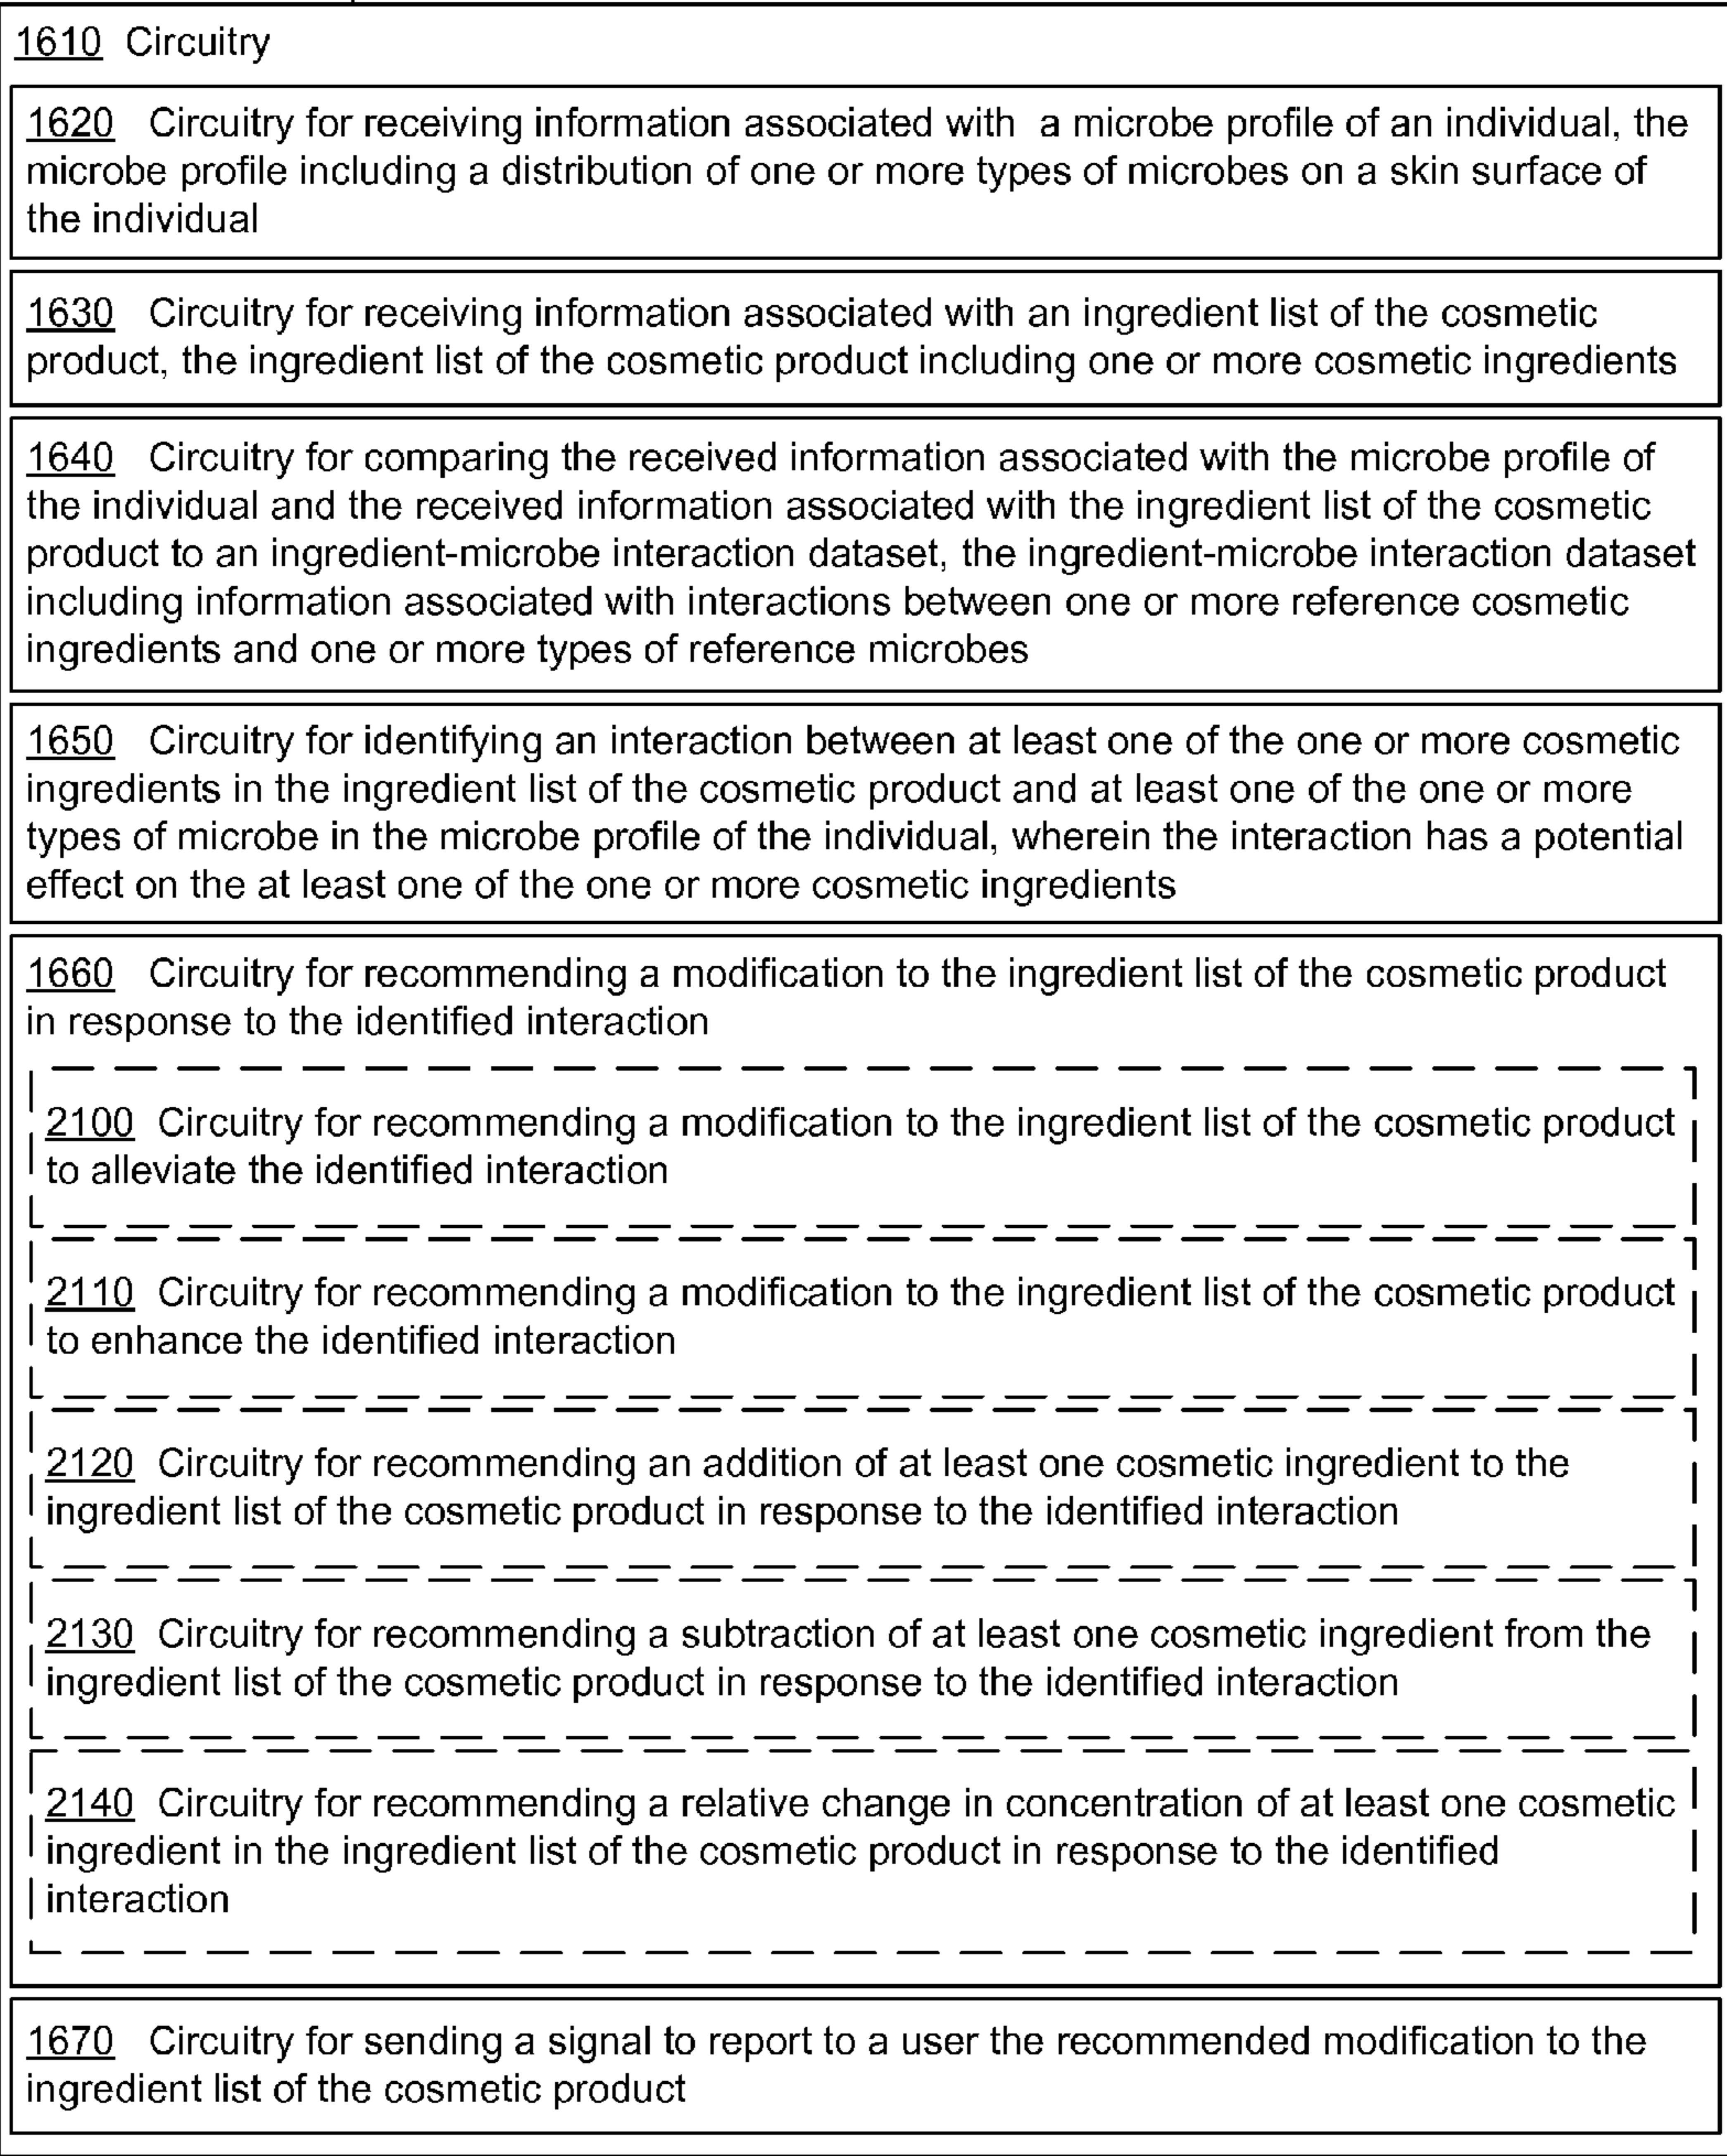 1610 Circuitry
1620 Circuitry for receiving information associated with a microbe profile of an individual, the
microbe profile including a distribution of one or more types of microbes on a skin surface of
the individual
1630 Circuitry for receiving information associated with an ingredient list of the cosmetic
product, the ingredient list of the cosmetic product including one or more cosmetic ingredients
1640 Circuitry for comparing the received information associated with the microbe profile of
the individual and the received information associated with the ingredient list of the cosmetic
product to an ingredient-microbe interaction dataset, the ingredient-microbe interaction dataset
including information associated with interactions between one or more reference cosmetic
ingredients and one or more types of reference microbes
1650 Circuitry for identifying an interaction between at least one of the one or more cosmetic
ingredients in the ingredient list of the cosmetic product and at least one of the one or more
types of microbe in the microbe profile of the individual, wherein the interaction has a potential
effect on the at least one of the one or more cosmetic ingredients
1660 Circuitry for recommending a modification to the ingredient list of the cosmetic product
in response to the identified interaction
2100 Circuitry for recommending a modification to the ingredient list of the cosmetic product
to alleviate the identified interaction
2110 Circuitry for recommending a modification to the ingredient list of the cosmetic product
to enhance the identified interaction
2120 Circuitry for recommending an addition of at least one cosmetic ingredient to the
ingredient list of the cosmetic product in response to the identified interaction
2130 Circuitry for recommending a subtraction of at least one cosmetic ingredient from the
ingredient list of the cosmetic product in response to the identified interaction
2140 Circuitry for recommending a relative change in concentration of at least one cosmetic
ingredient in the ingredient list of the cosmetic product in response to the identified
interaction
1670 Circuitry for sending a signal to report to a user the recommended modification to the
ingredient list of the cosmetic product